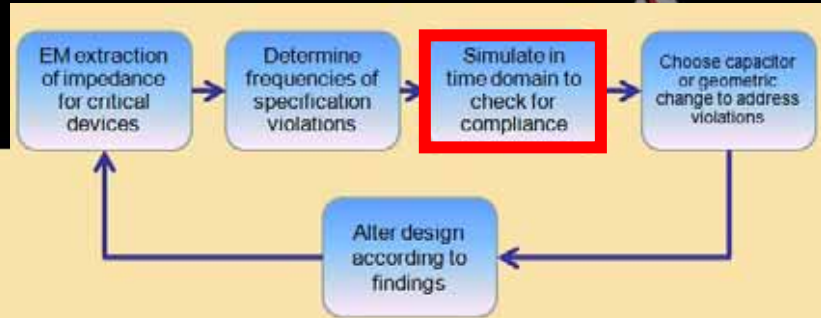 EM extraction
of impedance
for critical
devices
Determine
frequencies of
specification
violations
Simulate in
time domain to
check for
compliance
Choose capacitor
or geometric
change to address
violations
Alter design
according to
findings